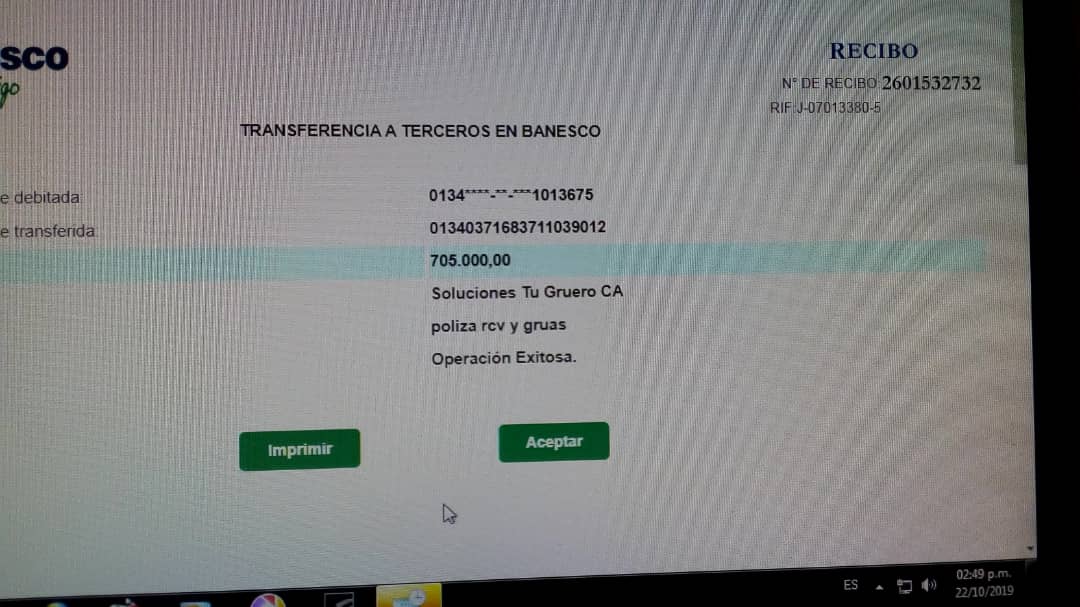 sco
go
RECIBO
N° DE RECIBO: 2601532732
RIF:J-07013380-5
TRANSFERENCIA A TERCEROS EN BANESCO
e debitada: 0134****-**-***1013675
e transferida: 01340371683711039012
705.000,00
Soluciones Tu Gruero CA
poliza rcv y gruas
Operación Exitosa.
Imprimir
Aceptar
ES
02:49 p.m.
22/10/2019